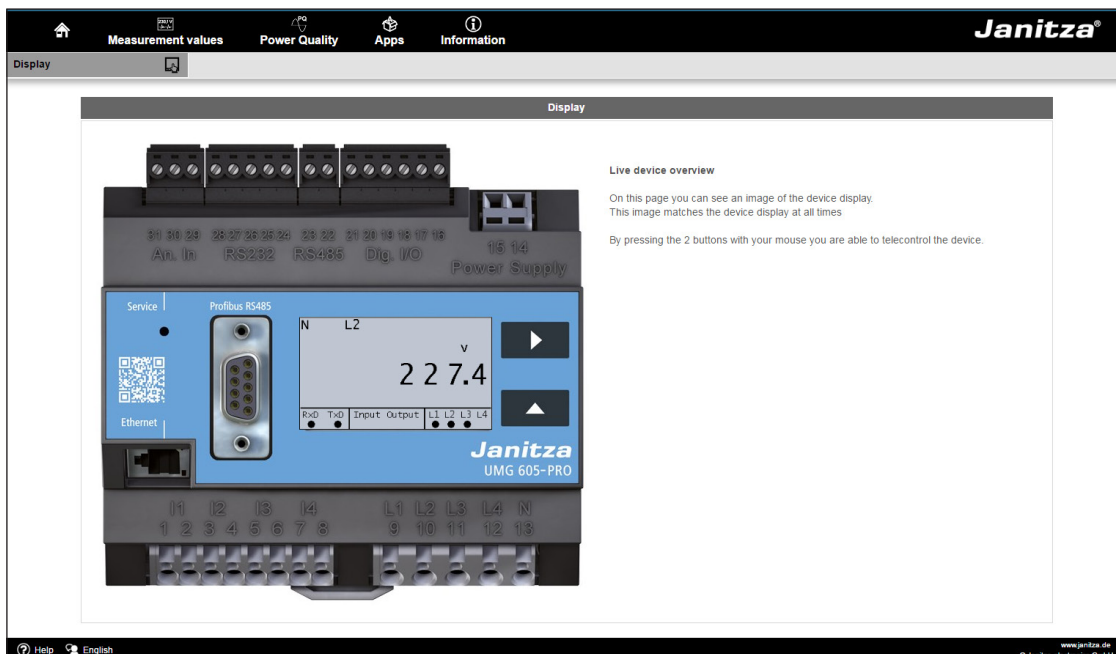 230.1 V
PQ
Measurement values Power Quality Apps Information
Janitza®
Display
Display
Live device overview
On this page you can see an image of the device display.
This image matches the device display at all times
By pressing the 2 buttons with your mouse you are able to telecontrol the device.
31 30 29 28 27 26 25 24 23 22 21 20 19 18 17 16
An. In RS232 RS485 Dig. I/O
15 14
Power Supply
Service
Profibus RS485
N L2
V
227.4
RxD TxD Input Output L1 L2 L3 L4
Ethernet
Janitza
UMG 605-PRO
I1 I2 I3 I4 L1 L2 L3 L4 N
1 2 3 4 5 6 7 8 9 10 11 12 13
Help English
www.janitza.de